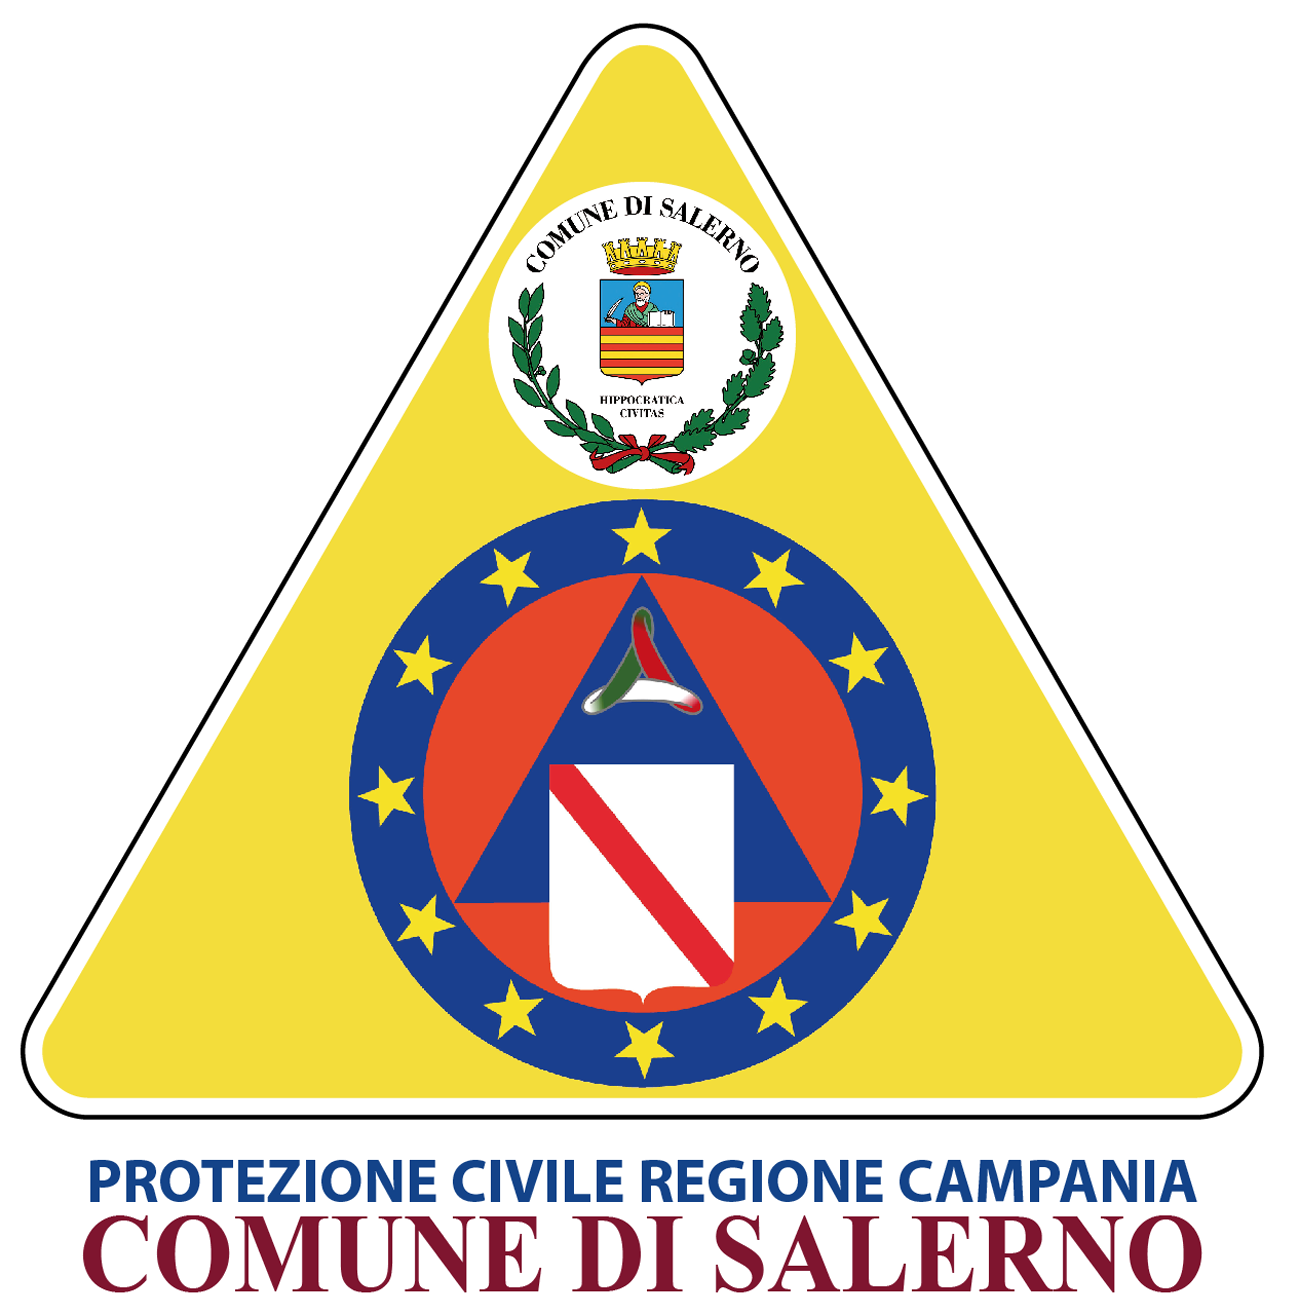 COMUNE DI SALERNO
HIPPOCRATICA
CIVITAS
PROTEZIONE CIVILE REGIONE CAMPANIA
COMUNE DI SALERNO